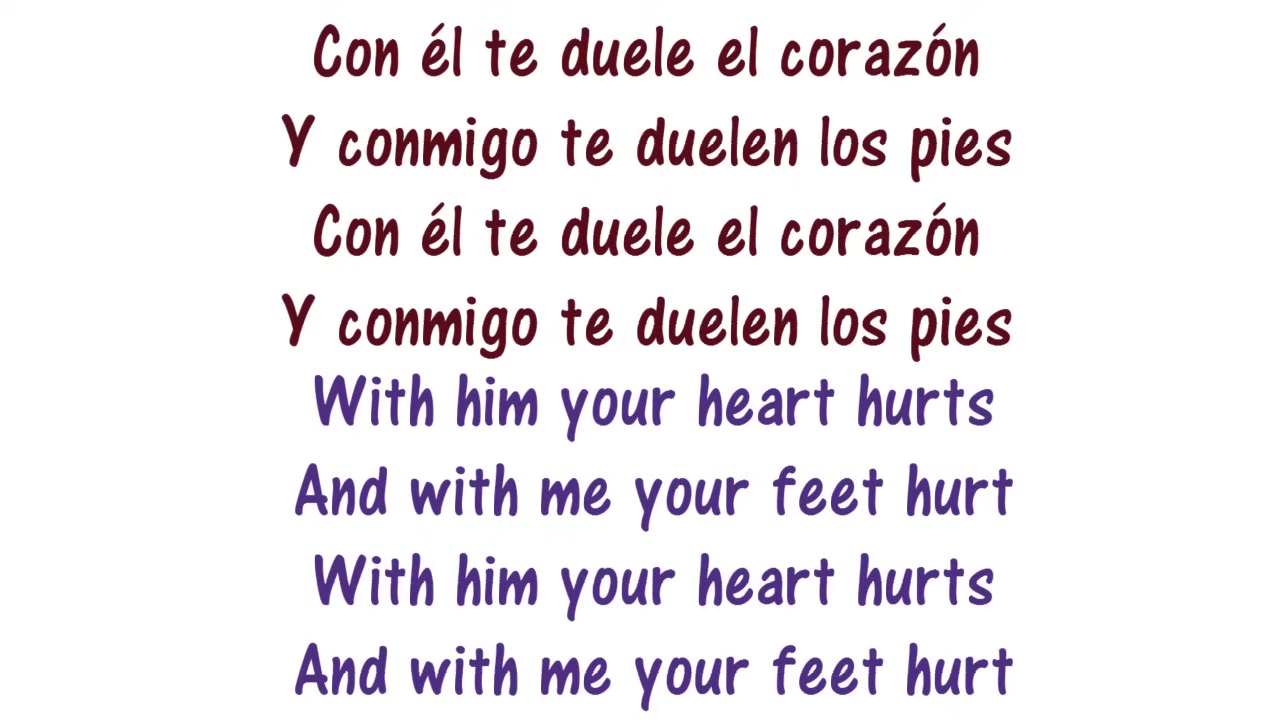 Con él te duele el corazón
Y conmigo te duelen los pies
Con él te duele el corazón
Y conmigo te duelen los pies
With him your heart hurts
And with me your feet hurt
With him your heart hurts
And with me your feet hurt